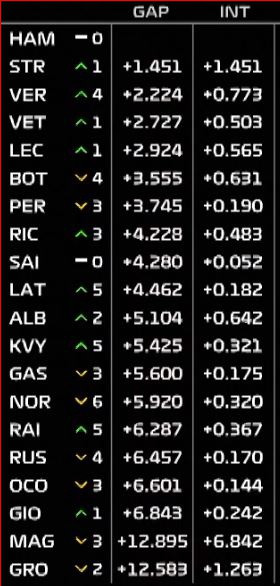 GAP INT
HAM 0
STR 1 +1.451 +1.451
VER 4 +2.224 +0.773
VET 1 +2.727 +0.503
LEC 1 +2.924 +0.565
BOT 4 +3.555 +0.631
PER 3 +3.745 +0.190
RIC 3 +4.228 +0.483
SAI 0 +4.280 +0.052
LAT 5 +4.462 +0.182
ALB 2 +5.104 +0.642
KVY 5 +5.425 +0.321
GAS 3 +5.600 +0.175
NOR 6 +5.920 +0.320
RAI 5 +6.287 +0.367
RUS 4 +6.457 +0.170
OCO 3 +6.601 +0.144
GIO 1 +6.843 +0.242
MAG 3 +12.895 +6.842
GRO 2 +12.583 +1.263